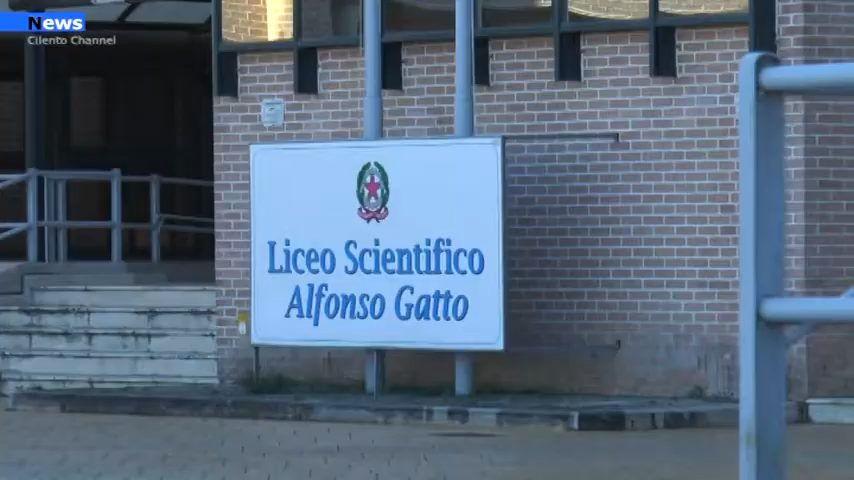 News
Cilento Channel
Liceo Scientifico
Alfonso Gatto